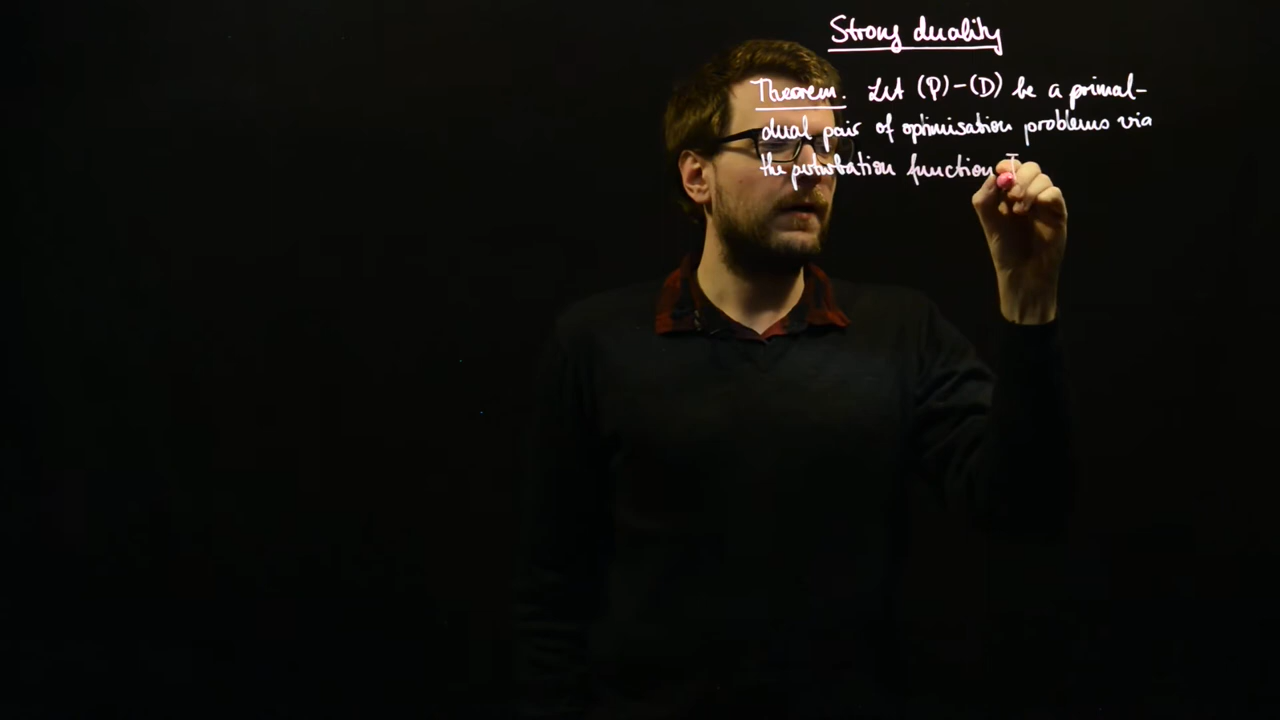 Strong duality
Theorem. Let (P)-(D) be a primal-
dual pair of optimisation problems via
the perturbation function